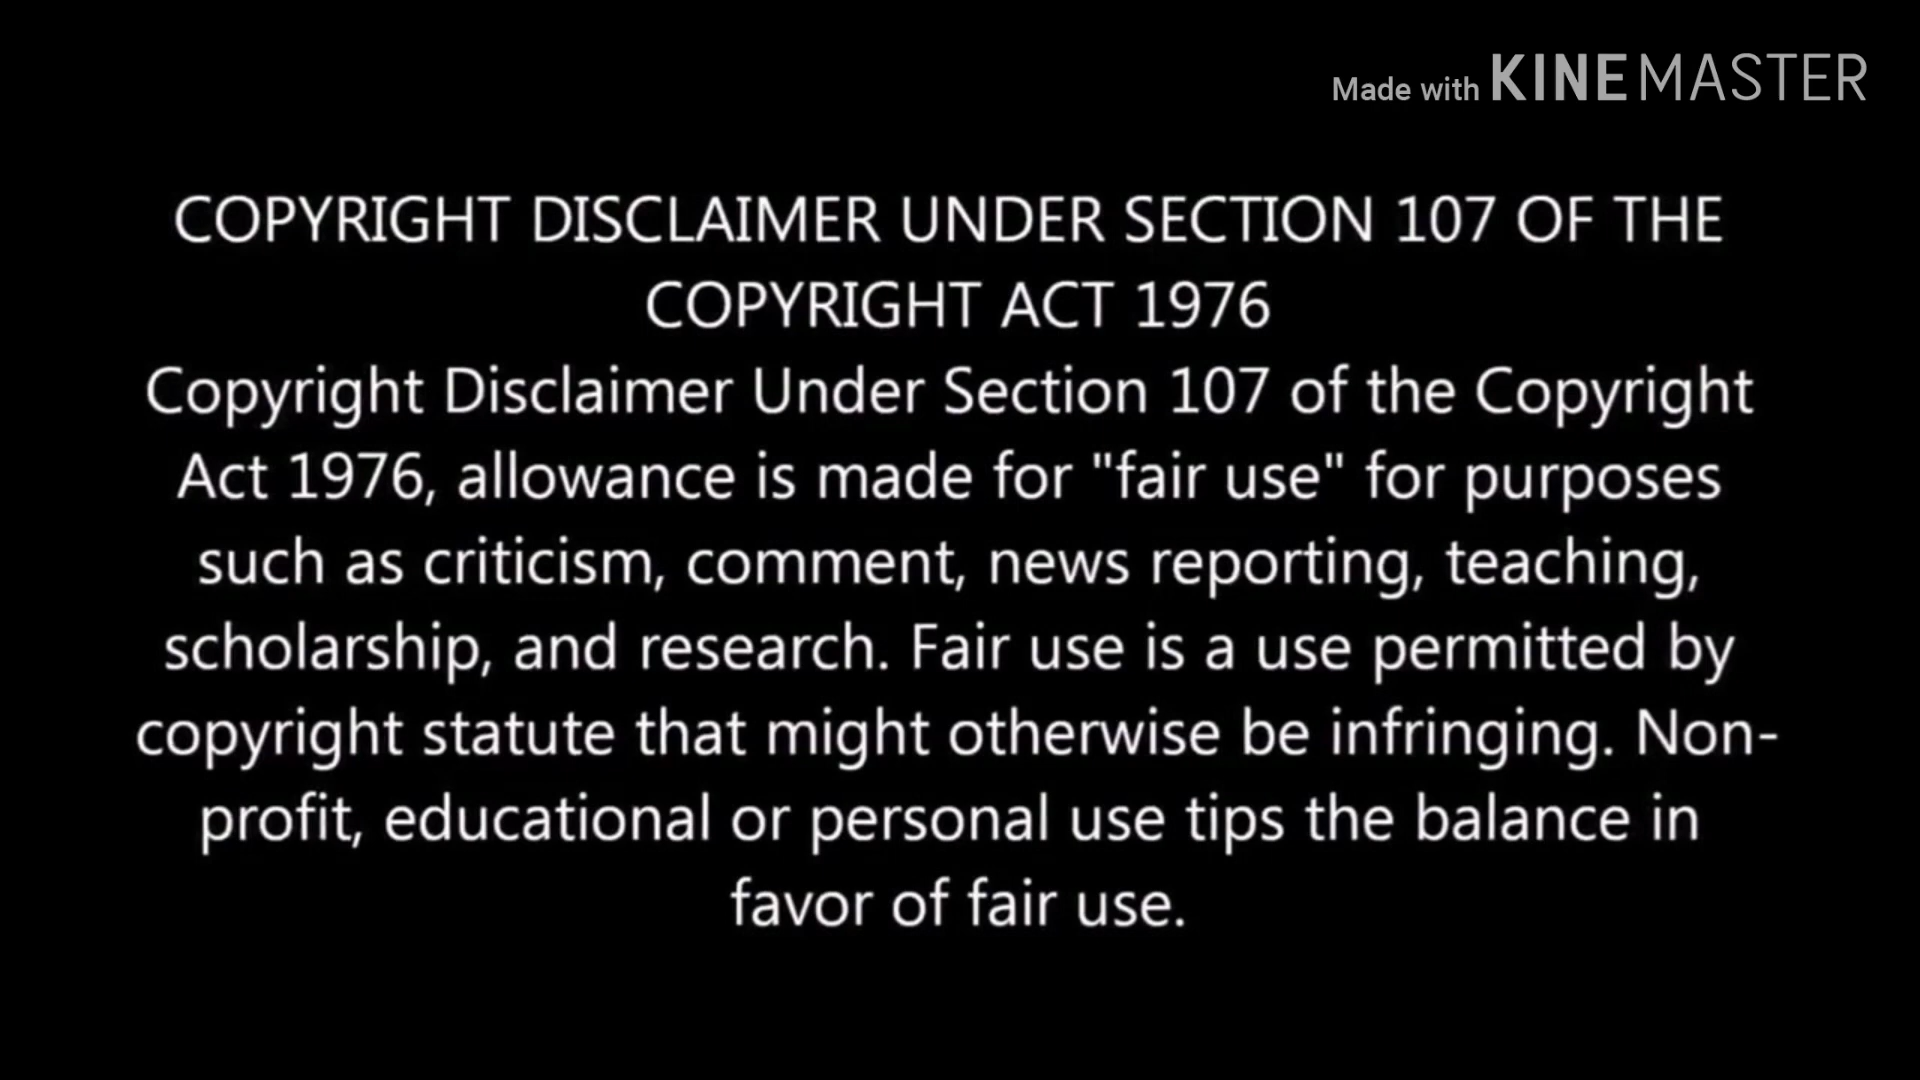 Made with KINEMASTER
COPYRIGHT DISCLAIMER UNDER SECTION 107 OF THE
COPYRIGHT ACT 1976
Copyright Disclaimer Under Section 107 of the Copyright
Act 1976, allowance is made for "fair use" for purposes
such as criticism, comment, news reporting, teaching,
scholarship, and research. Fair use is a use permitted by
copyright statute that might otherwise be infringing. Non-
profit, educational or personal use tips the balance in
favor of fair use.